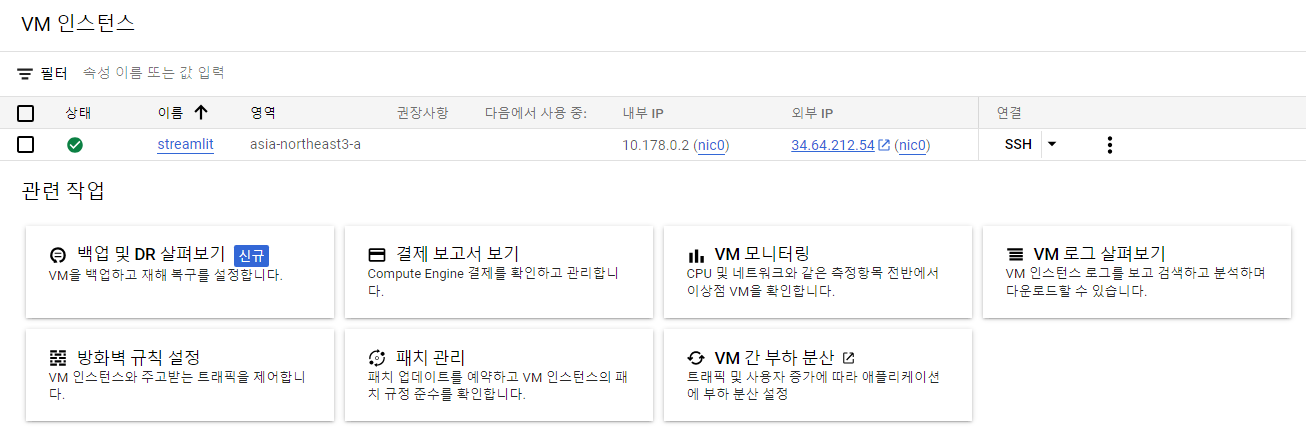 VM 인스턴스
필터 속성 이름 또는 값 입력
상태 이름 영역 권장사항 다음에서 사용 중: 내부 IP 외부 IP 연결
streamlit asia-northeast3-a 10.178.0.2 (nic0) 34.64.212.54 (nic0) SSH
관련 작업
백업 및 DR 살펴보기 신규
VM을 백업하고 재해 복구를 설정합니다.
결제 보고서 보기
Compute Engine 결제를 확인하고 관리합니
다.
VM 모니터링
CPU 및 네트워크와 같은 측정항목 전반에서
이상점 VM을 확인합니다.
VM 로그 살펴보기
VM 인스턴스 로그를 보고 검색하고 분석하며
다운로드할 수 있습니다.
방화벽 규칙 설정
VM 인스턴스와 주고받는 트래픽을 제어합니
다.
패치 관리
패치 업데이트를 예약하고 VM 인스턴스의 패
치 규정 준수를 확인합니다.
VM 간 부하 분산
트래픽 및 사용자 증가에 따라 애플리케이션
에 부하 분산 설정